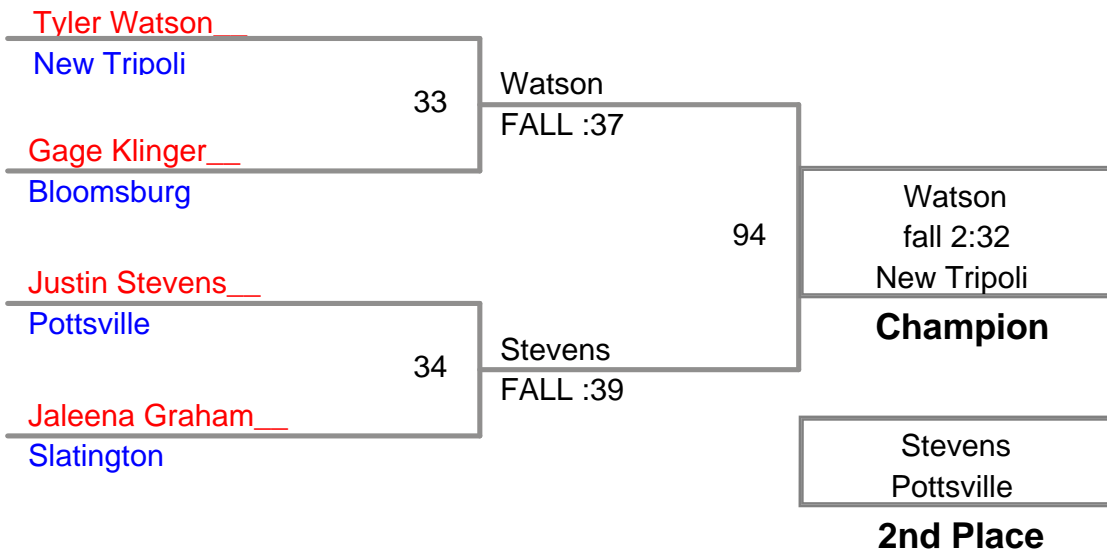 Tyler Watson__
New Tripoli
33
Watson
FALL :37
Gage Klinger__
Bloomsburg
94
Watson
fall 2:32
New Tripoli
Champion
Justin Stevens__
Pottsville
34
Stevens
FALL :39
Jaleena Graham__
Slatington
Stevens
Pottsville
2nd Place